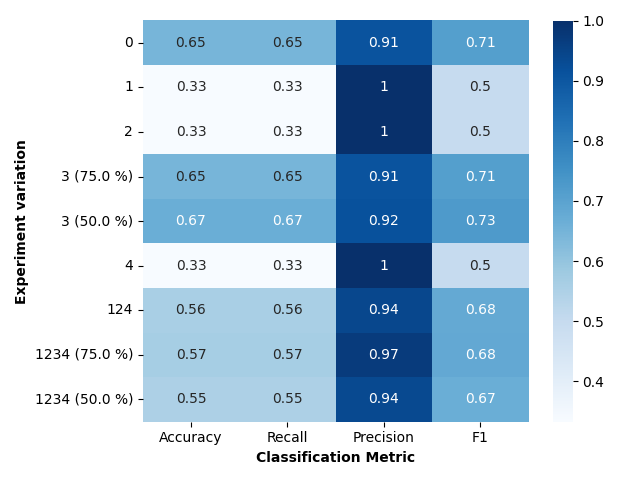 0 0.65 0.65 0.91 0.71
1 0.33 0.33 1 0.5
2 0.33 0.33 1 0.5
3 (75.0 %) 0.65 0.65 0.91 0.71
3 (50.0 %) 0.67 0.67 0.92 0.73
4 0.33 0.33 1 0.5
124 0.56 0.56 0.94 0.68
1234 (75.0 %) 0.57 0.57 0.97 0.68
1234 (50.0 %) 0.55 0.55 0.94 0.67
Accuracy Recall Precision F1
Classification Metric
Experiment variation
1.0
0.9
0.8
0.7
0.6
0.5
0.4